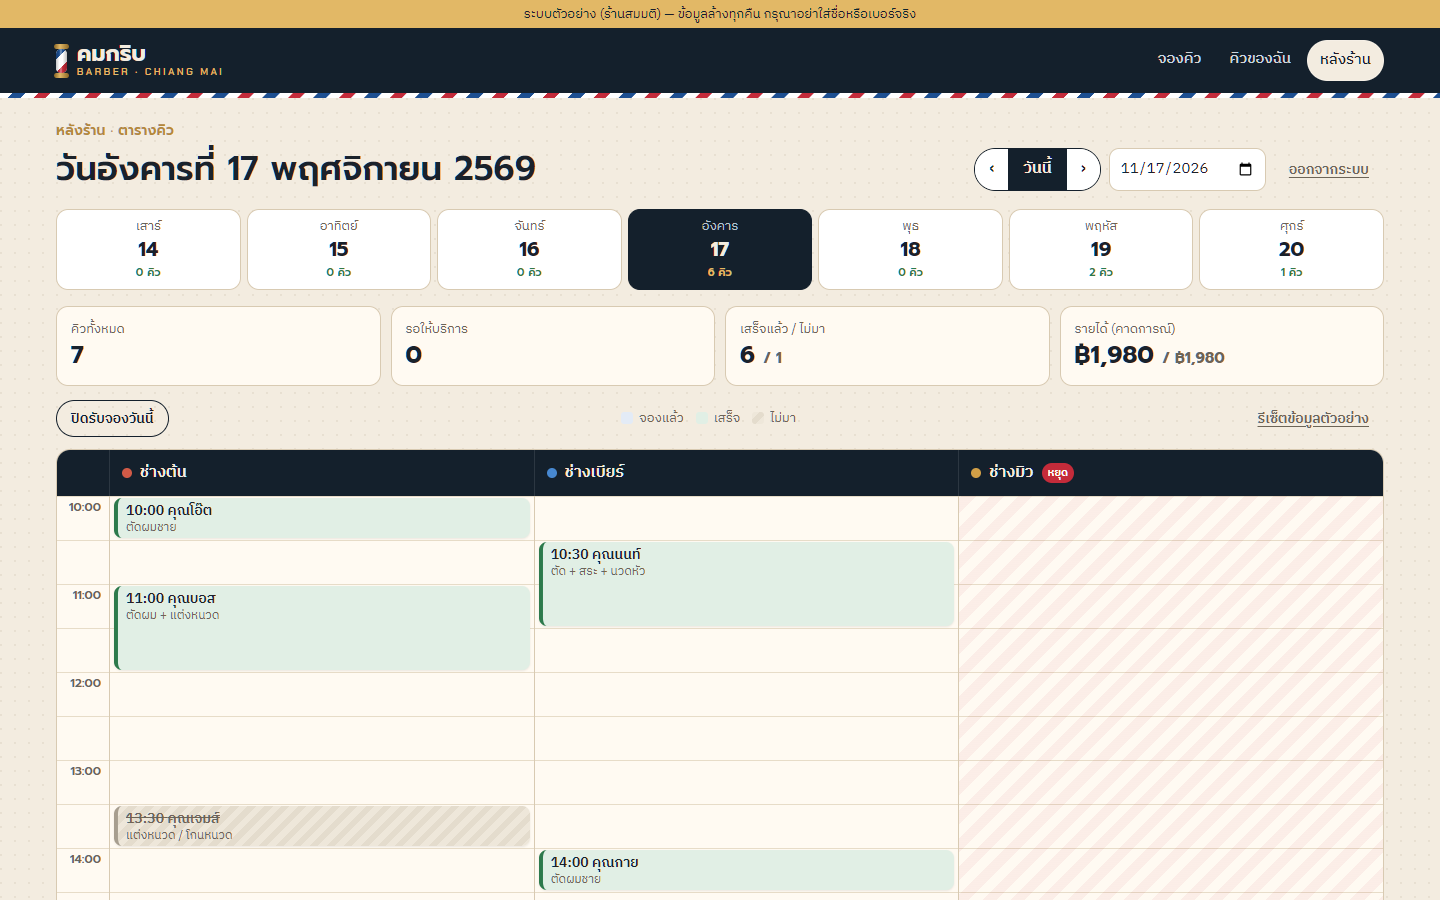 ระบบตัวอย่าง (ร้านสมมติ) — ข้อมูลล้างทุกคืน กรุณาอย่าใส่ชื่อหรือเบอร์จริง
คมกริบ
BARBER · CHIANG MAI
จองคิว
คิวของฉัน
หลังร้าน
หลังร้าน · ตารางคิว
วันอังคารที่ 17 พฤศจิกายน 2569
‹
วันนี้
›
11/17/2026
ออกจากระบบ
เสาร์
14
0 คิว
อาทิตย์
15
0 คิว
จันทร์
16
0 คิว
อังคาร
17
6 คิว
พุธ
18
0 คิว
พฤหัส
19
2 คิว
ศุกร์
20
1 คิว
คิวทั้งหมด
7
รอให้บริการ
0
เสร็จแล้ว / ไม่มา
6 / 1
รายได้ (คาดการณ์)
฿1,980 / ฿1,980
ปิดรับจองวันนี้
จองแล้ว
เสร็จ
ไม่มา
รีเซ็ตข้อมูลตัวอย่าง
ช่างต้น
ช่างเบียร์
ช่างมิว
หยุด
10:00
10:00 คุณโอ๊ต
ตัดผมชาย
10:30 คุณนนท์
ตัด + สระ + นวดหัว
11:00
11:00 คุณบอส
ตัดผม + แต่งหนวด
12:00
13:00
13:30 คุณเจมส์
แต่งหนวด / โกนหนวด
14:00
14:00 คุณกาย
ตัดผมชาย